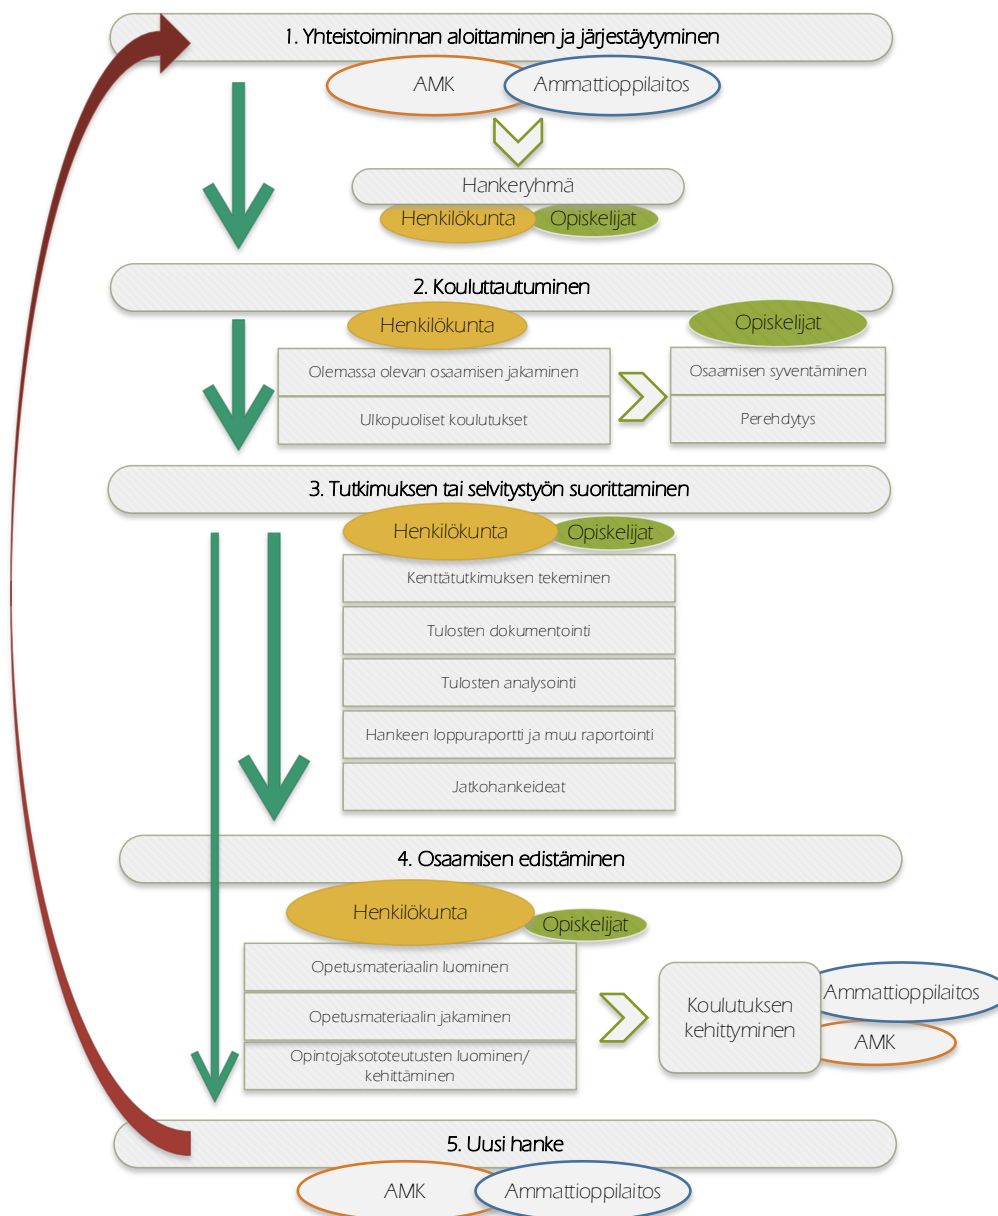 1. Yhteistoiminnan aloittaminen ja järjestäytyminen
AMK
Ammattioppilaitos
Hankeryhmä
Henkilökunta
Opiskelijat
2. Kouluttautuminen
Henkilökunta
Opiskelijat
Olemassa olevan osaamisen jakaminen
Ulkopuoliset koulutukset
Osaamisen syventäminen
Perehdytys
3. Tutkimuksen tai selvitystyön suorittaminen
Henkilökunta
Opiskelijat
Kenttätutkimuksen tekeminen
Tulosten dokumentointi
Tulosten analysointi
Hankeen loppuraportti ja muu raportointi
Jatkohankeideat
4. Osaamisen edistäminen
Henkilökunta
Opiskelijat
Opetusmateriaalin luominen
Opetusmateriaalin jakaminen
Opintojaksototeutusten luominen/
kehittäminen
Koulutuksen
kehittyminen
Ammattioppilaitos
AMK
5. Uusi hanke
AMK
Ammattioppilaitos